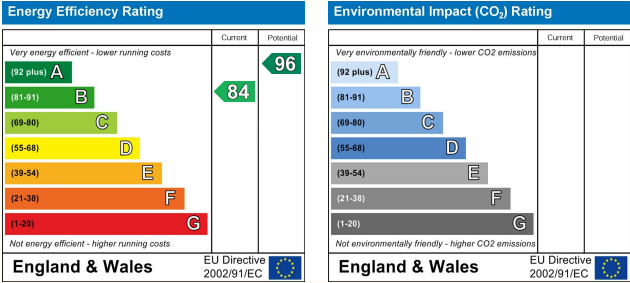 Energy Efficiency Rating
Current Potential
Very energy efficient - lower running costs
(92 plus) A
(81-91) B
(69-80) C
(55-68) D
(39-54) E
(21-38) F
(1-20) G
84
96
Not energy efficient - higher running costs
England & Wales
EU Directive
2002/91/EC
Environmental Impact (CO2) Rating
Current Potential
Very environmentally friendly - lower CO2 emissions
(92 plus) A
(81-91) B
(69-80) C
(55-68) D
(39-54) E
(21-38) F
(1-20) G
Not environmentally friendly - higher CO2 emissions
England & Wales
EU Directive
2002/91/EC